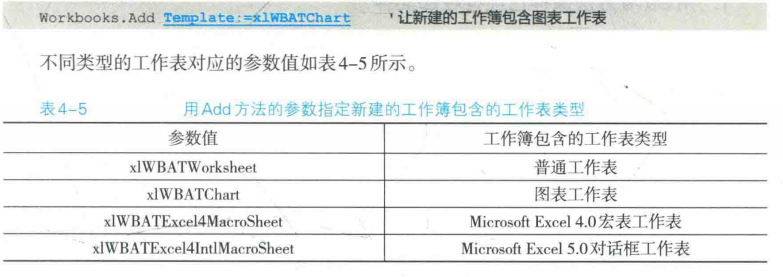 Workbooks.Add Template:=xlWBATChart '让新建的工作簿包含图表工作表
不同类型的工作表对应的参数值如表4-5所示。
表4-5 用Add方法的参数指定新建的工作簿包含的工作表类型
参数值 工作簿包含的工作表类型
xlWBATWorksheet 普通工作表
xlWBATChart 图表工作表
xlWBATExcel4MacroSheet Microsoft Excel 4.0宏表工作表
xlWBATExcel4IntlMacroSheet Microsoft Excel 5.0对话框工作表